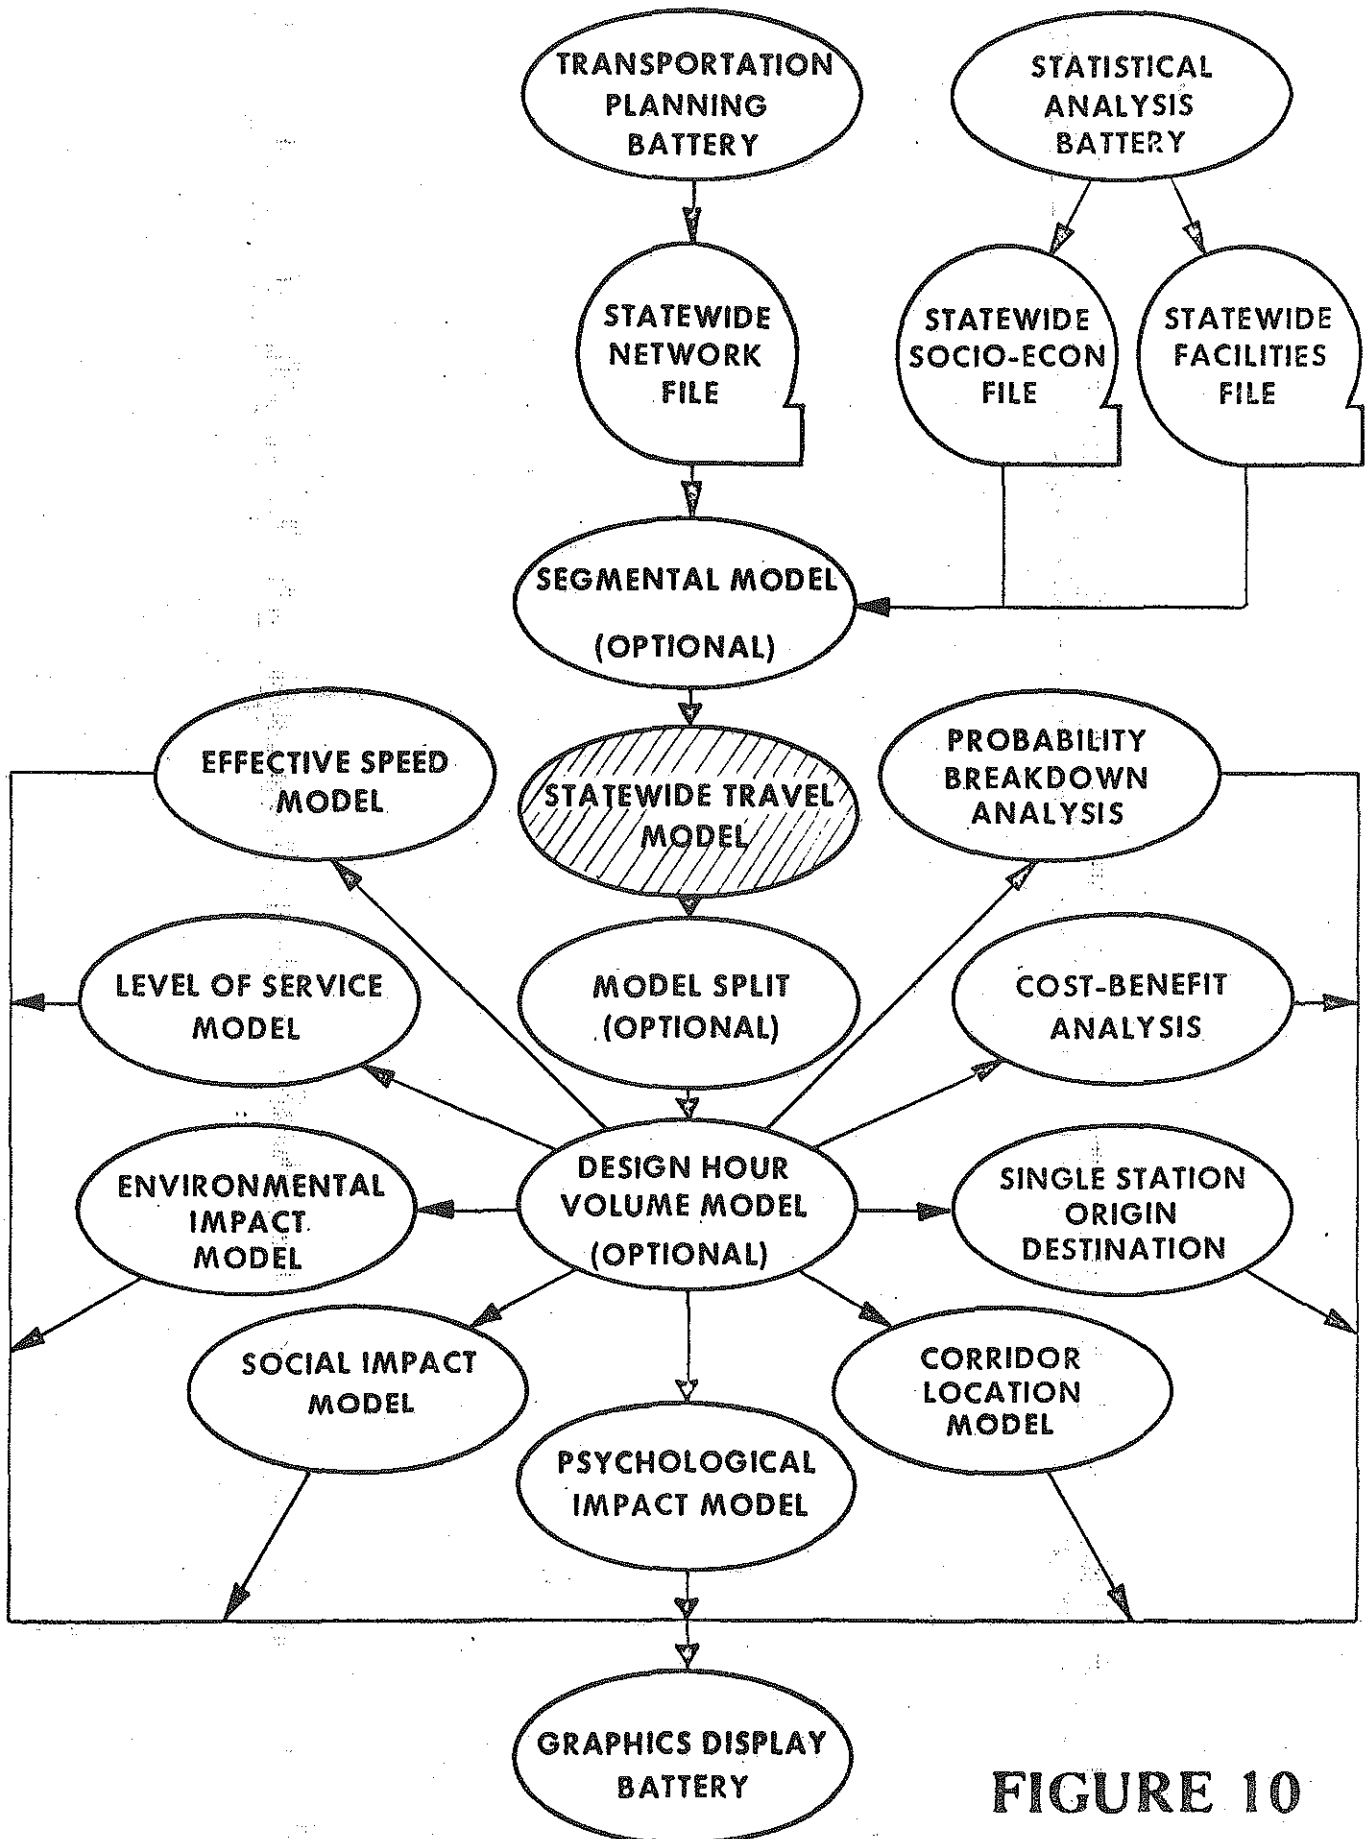 TRANSPORTATION
PLANNING
BATTERY
STATISTICAL
ANALYSIS
BATTERY
STATEWIDE
NETWORK
FILE
STATEWIDE
SOCIO-ECON
FILE
STATEWIDE
FACILITIES
FILE
SEGMENTAL MODEL
(OPTIONAL)
EFFECTIVE SPEED
MODEL
STATEWIDE TRAVEL
MODEL
PROBABILITY
BREAKDOWN
ANALYSIS
LEVEL OF SERVICE
MODEL
MODEL SPLIT
(OPTIONAL)
COST-BENEFIT
ANALYSIS
ENVIRONMENTAL
IMPACT
MODEL
DESIGN HOUR
VOLUME MODEL
(OPTIONAL)
SINGLE STATION
ORIGIN
DESTINATION
SOCIAL IMPACT
MODEL
PSYCHOLOGICAL
IMPACT MODEL
CORRIDOR
LOCATION
MODEL
GRAPHICS DISPLAY
BATTERY
FIGURE 10